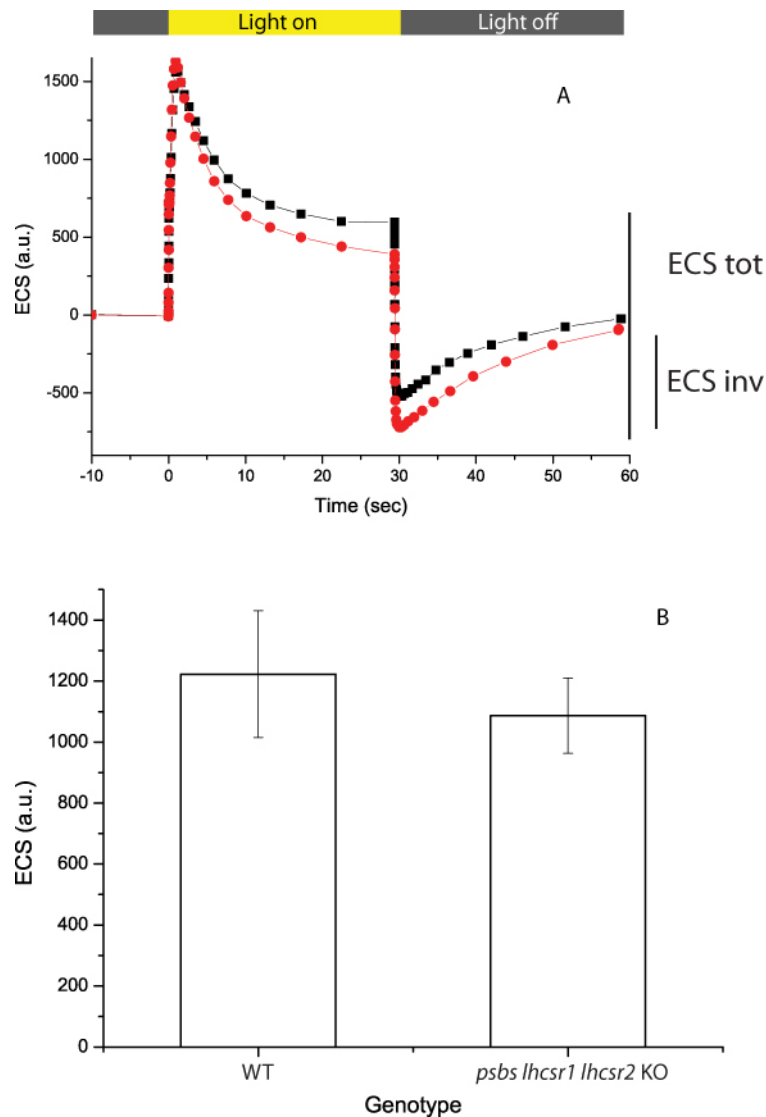 Light on Light off
A
1500
1000
500
0
-500
ECS (a.u.)
ECS tot
ECS inv
-10 0 10 20 30 40 50 60
Time (sec)
B
1400
1200
1000
800
600
400
200
0
ECS (a.u.)
WT psbs lhcsr1 lhcsr2 KO
Genotype